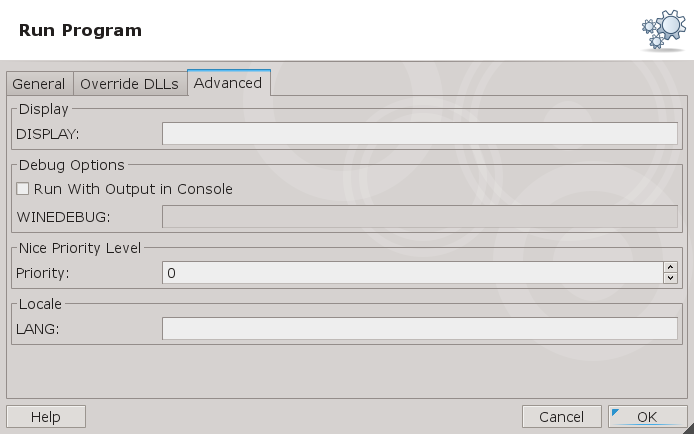 Run Program
General Override DLLs Advanced
Display
DISPLAY:
Debug Options
Run With Output in Console
WINEDEBUG:
Nice Priority Level
Priority: 0
Locale
LANG:
Help Cancel OK